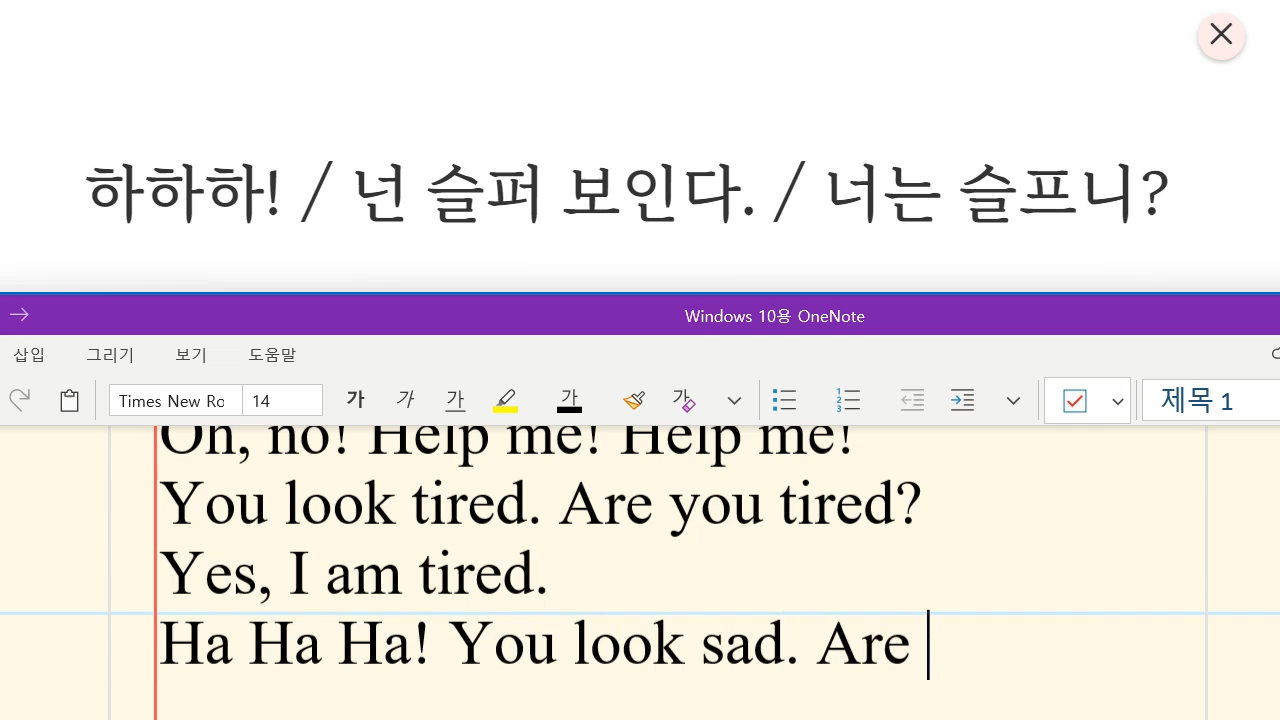 하하하! / 넌 슬퍼 보인다. / 너는 슬프니?
Windows 10용 OneNote
삽입 그리기 보기 도움말
Times New Ro 14 가 가 가 가 가 제목 1
Oh, no! Help me! Help me!
You look tired. Are you tired?
Yes, I am tired.
Ha Ha Ha! You look sad. Are